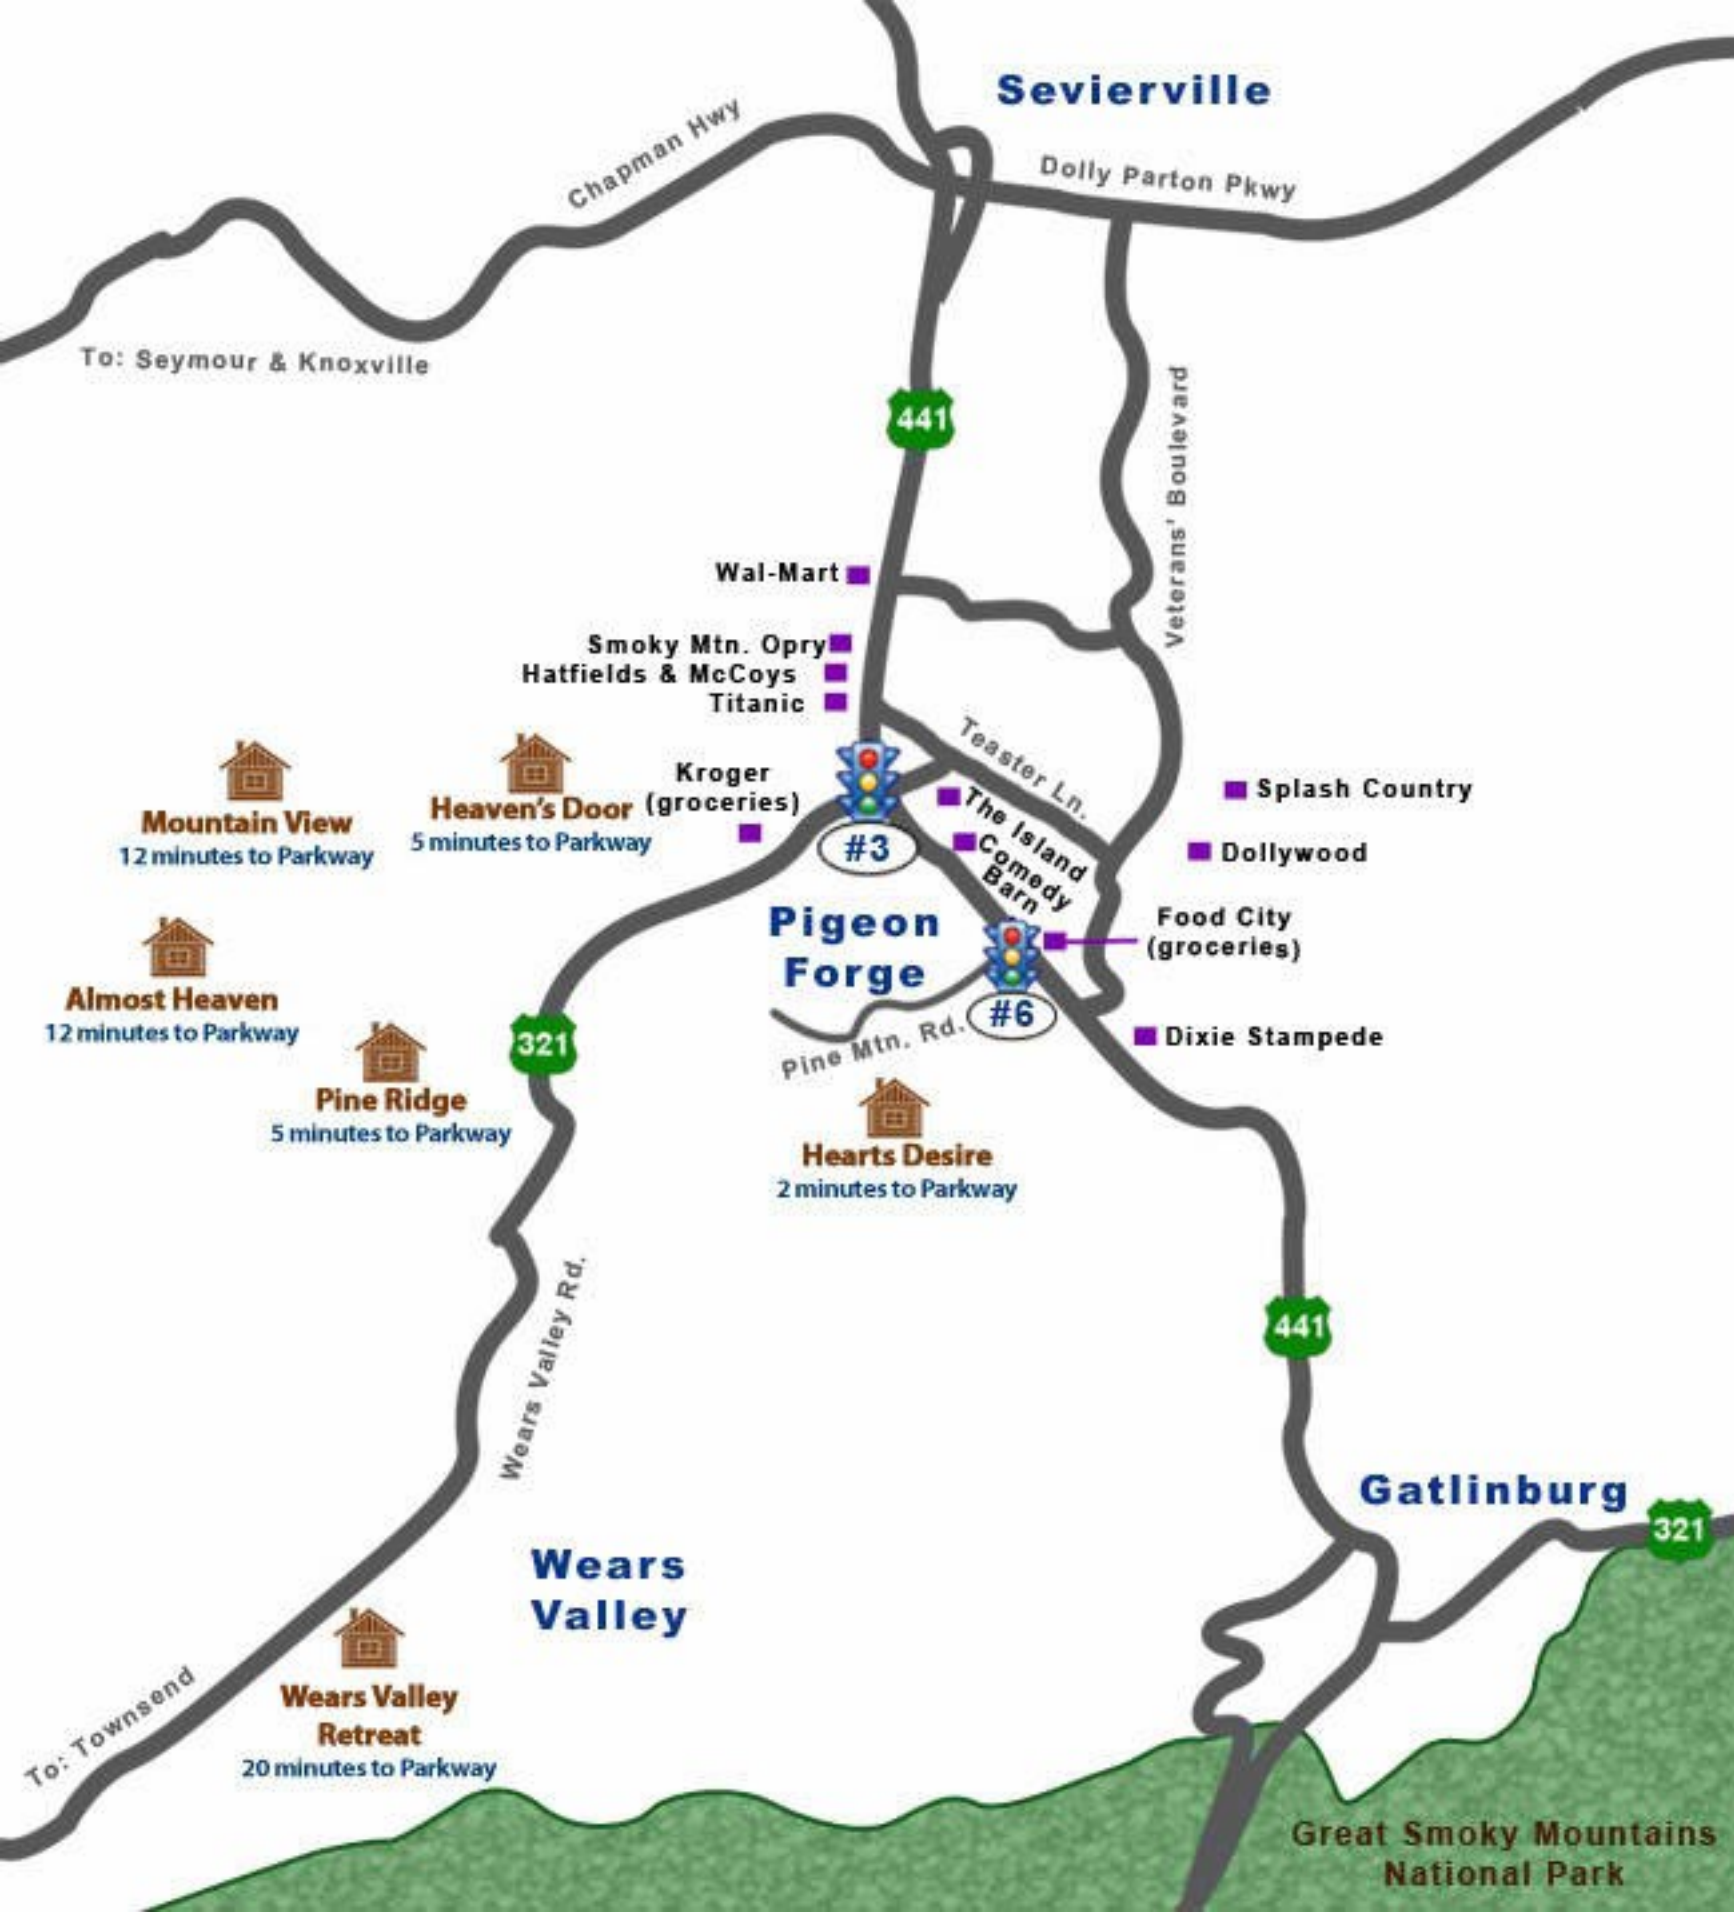 Sevierville
Chapman Hwy
Dolly Parton Pkwy
To: Seymour & Knoxville
441
Veterans' Boulevard
Wal-Mart
Smoky Mtn. Opry
Hatfields & McCoys
Titanic
Teaster Ln.
Kroger
(groceries)
Splash Country
Mountain View
12 minutes to Parkway
Heaven's Door
5 minutes to Parkway
The Island
Comedy
Barn
#3
Dollywood
Pigeon
Forge
Food City
(groceries)
Almost Heaven
12 minutes to Parkway
#6
321
Pine Mtn. Rd.
Dixie Stampede
Pine Ridge
5 minutes to Parkway
Hearts Desire
2 minutes to Parkway
Wears Valley Rd.
441
Gatlinburg
321
Wears
Valley
To: Townsend
Wears Valley
Retreat
20 minutes to Parkway
Great Smoky Mountains
National Park